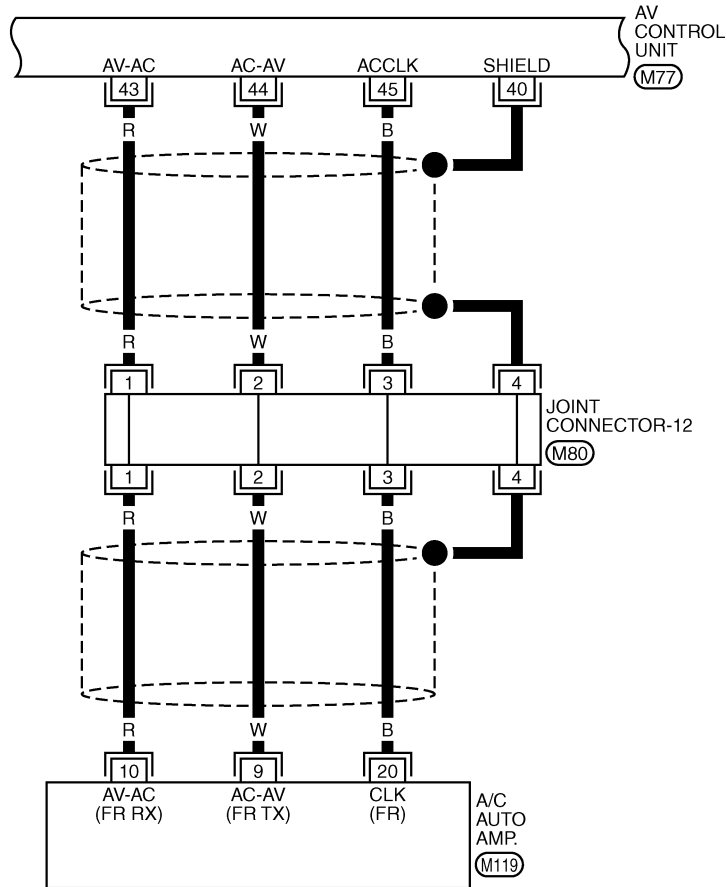 AV
CONTROL
UNIT
M77
AV-AC AC-AV ACCLK SHIELD
43 44 45 40
R W B
R W B
1 2 3 4
JOINT
CONNECTOR-12
M80
1 2 3 4
R W B
R W B
10 9 20
AV-AC AC-AV CLK
(FR RX) (FR TX) (FR)
A/C
AUTO
AMP.
M119